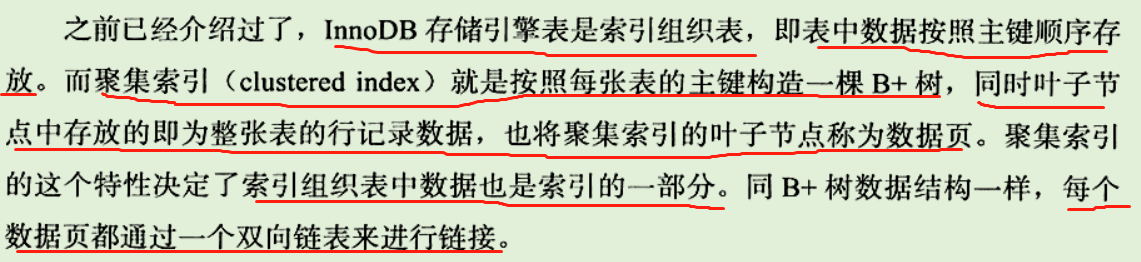 之前已经介绍过了，InnoDB 存储引擎表是索引组织表，即表中数据按照主键顺序存
放。而聚集索引（clustered index）就是按照每张表的主键构造一棵 B+ 树，同时叶子节
点中存放的即为整张表的行记录数据，也将聚集索引的叶子节点称为数据页。聚集索引
的这个特性决定了索引组织表中数据也是索引的一部分。同 B+ 树数据结构一样，每个
数据页都通过一个双向链表来进行链接。